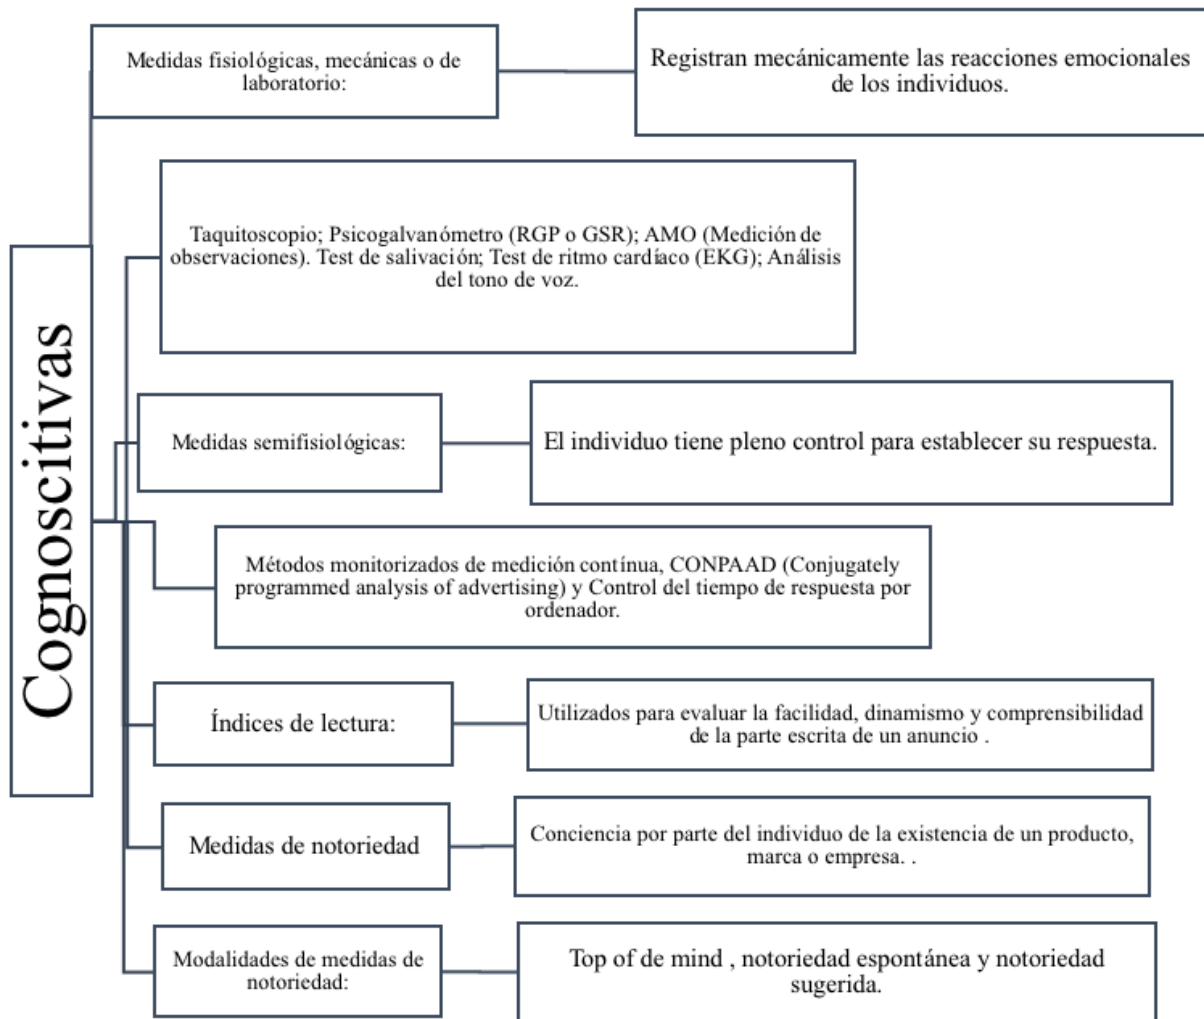 Cognoscitivas
Medidas fisiológicas, mecánicas o de
laboratorio:
Registran mecánicamente las reacciones emocionales
de los individuos.
Taquitoscopio; Psicogalvanómetro (RGP o GSR); AMO (Medición de
observaciones). Test de salivación; Test de ritmo cardíaco (EKG); Análisis
del tono de voz.
Medidas semifisiológicas:
El individuo tiene pleno control para establecer su respuesta.
Métodos monitorizados de medición contínua, CONPAAD (Conjugately
programmed analysis of advertising) y Control del tiempo de respuesta por
ordenador.
Índices de lectura:
Utilizados para evaluar la facilidad, dinamismo y comprensibilidad
de la parte escrita de un anuncio .
Medidas de notoriedad
Conciencia por parte del individuo de la existencia de un producto,
marca o empresa. .
Modalidades de medidas de
notoriedad:
Top of de mind , notoriedad espontánea y notoriedad
sugerida.